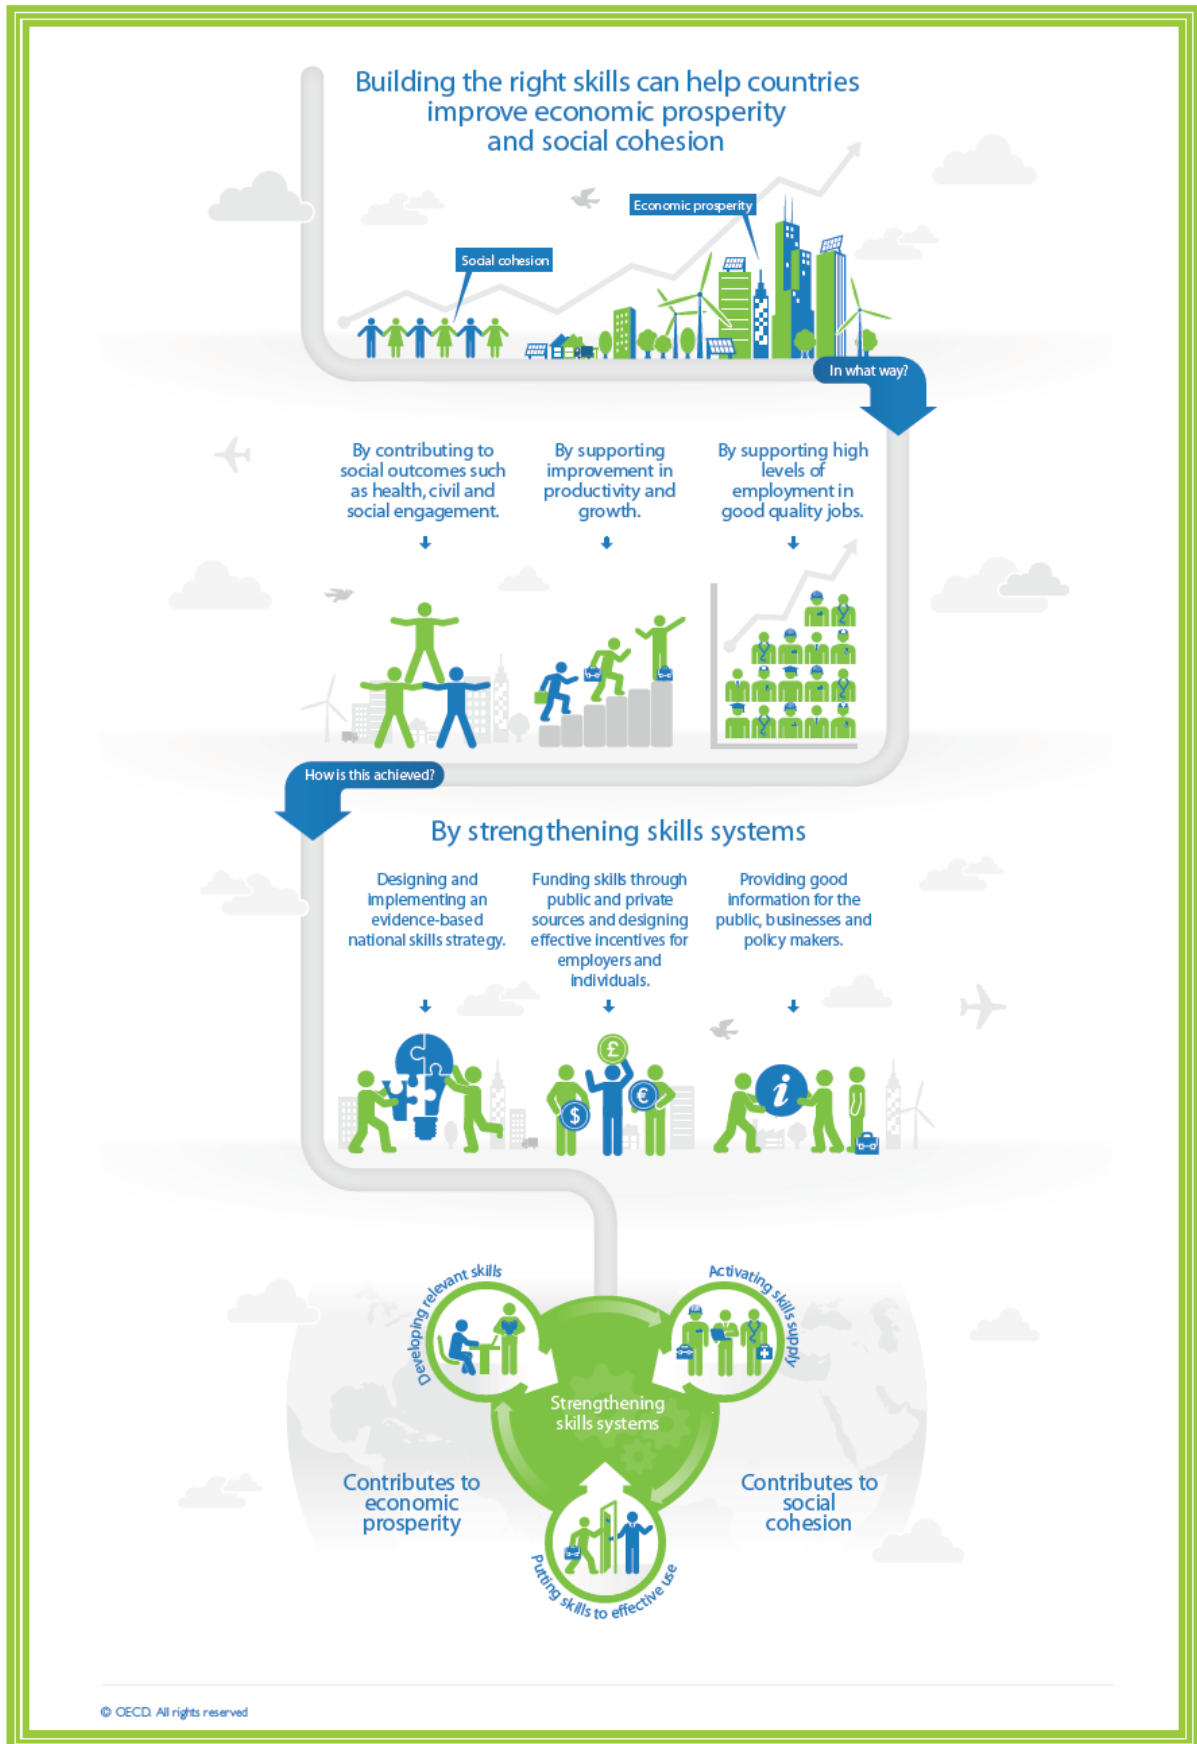 Building the right skills can help countries
improve economic prosperity
and social cohesion
Economic prosperity
Social cohesion
In what way?
By contributing to
social outcomes such
as health, civil and
social engagement.
By supporting
improvement in
productivity and
growth.
By supporting high
levels of
employment in
good quality jobs.
How is this achieved?
By strengthening skills systems
Designing and
implementing an
evidence-based
national skills strategy.
Funding skills through
public and private
sources and designing
effective incentives for
employers and
individuals.
Providing good
information for the
public, businesses and
policy makers.
£
$
€
i
Developing relevant skills
Activating skills supply
Strengthening
skills systems
Contributes to
economic
prosperity
Contributes to
social
cohesion
Putting skills to effective use
© OECD. All rights reserved